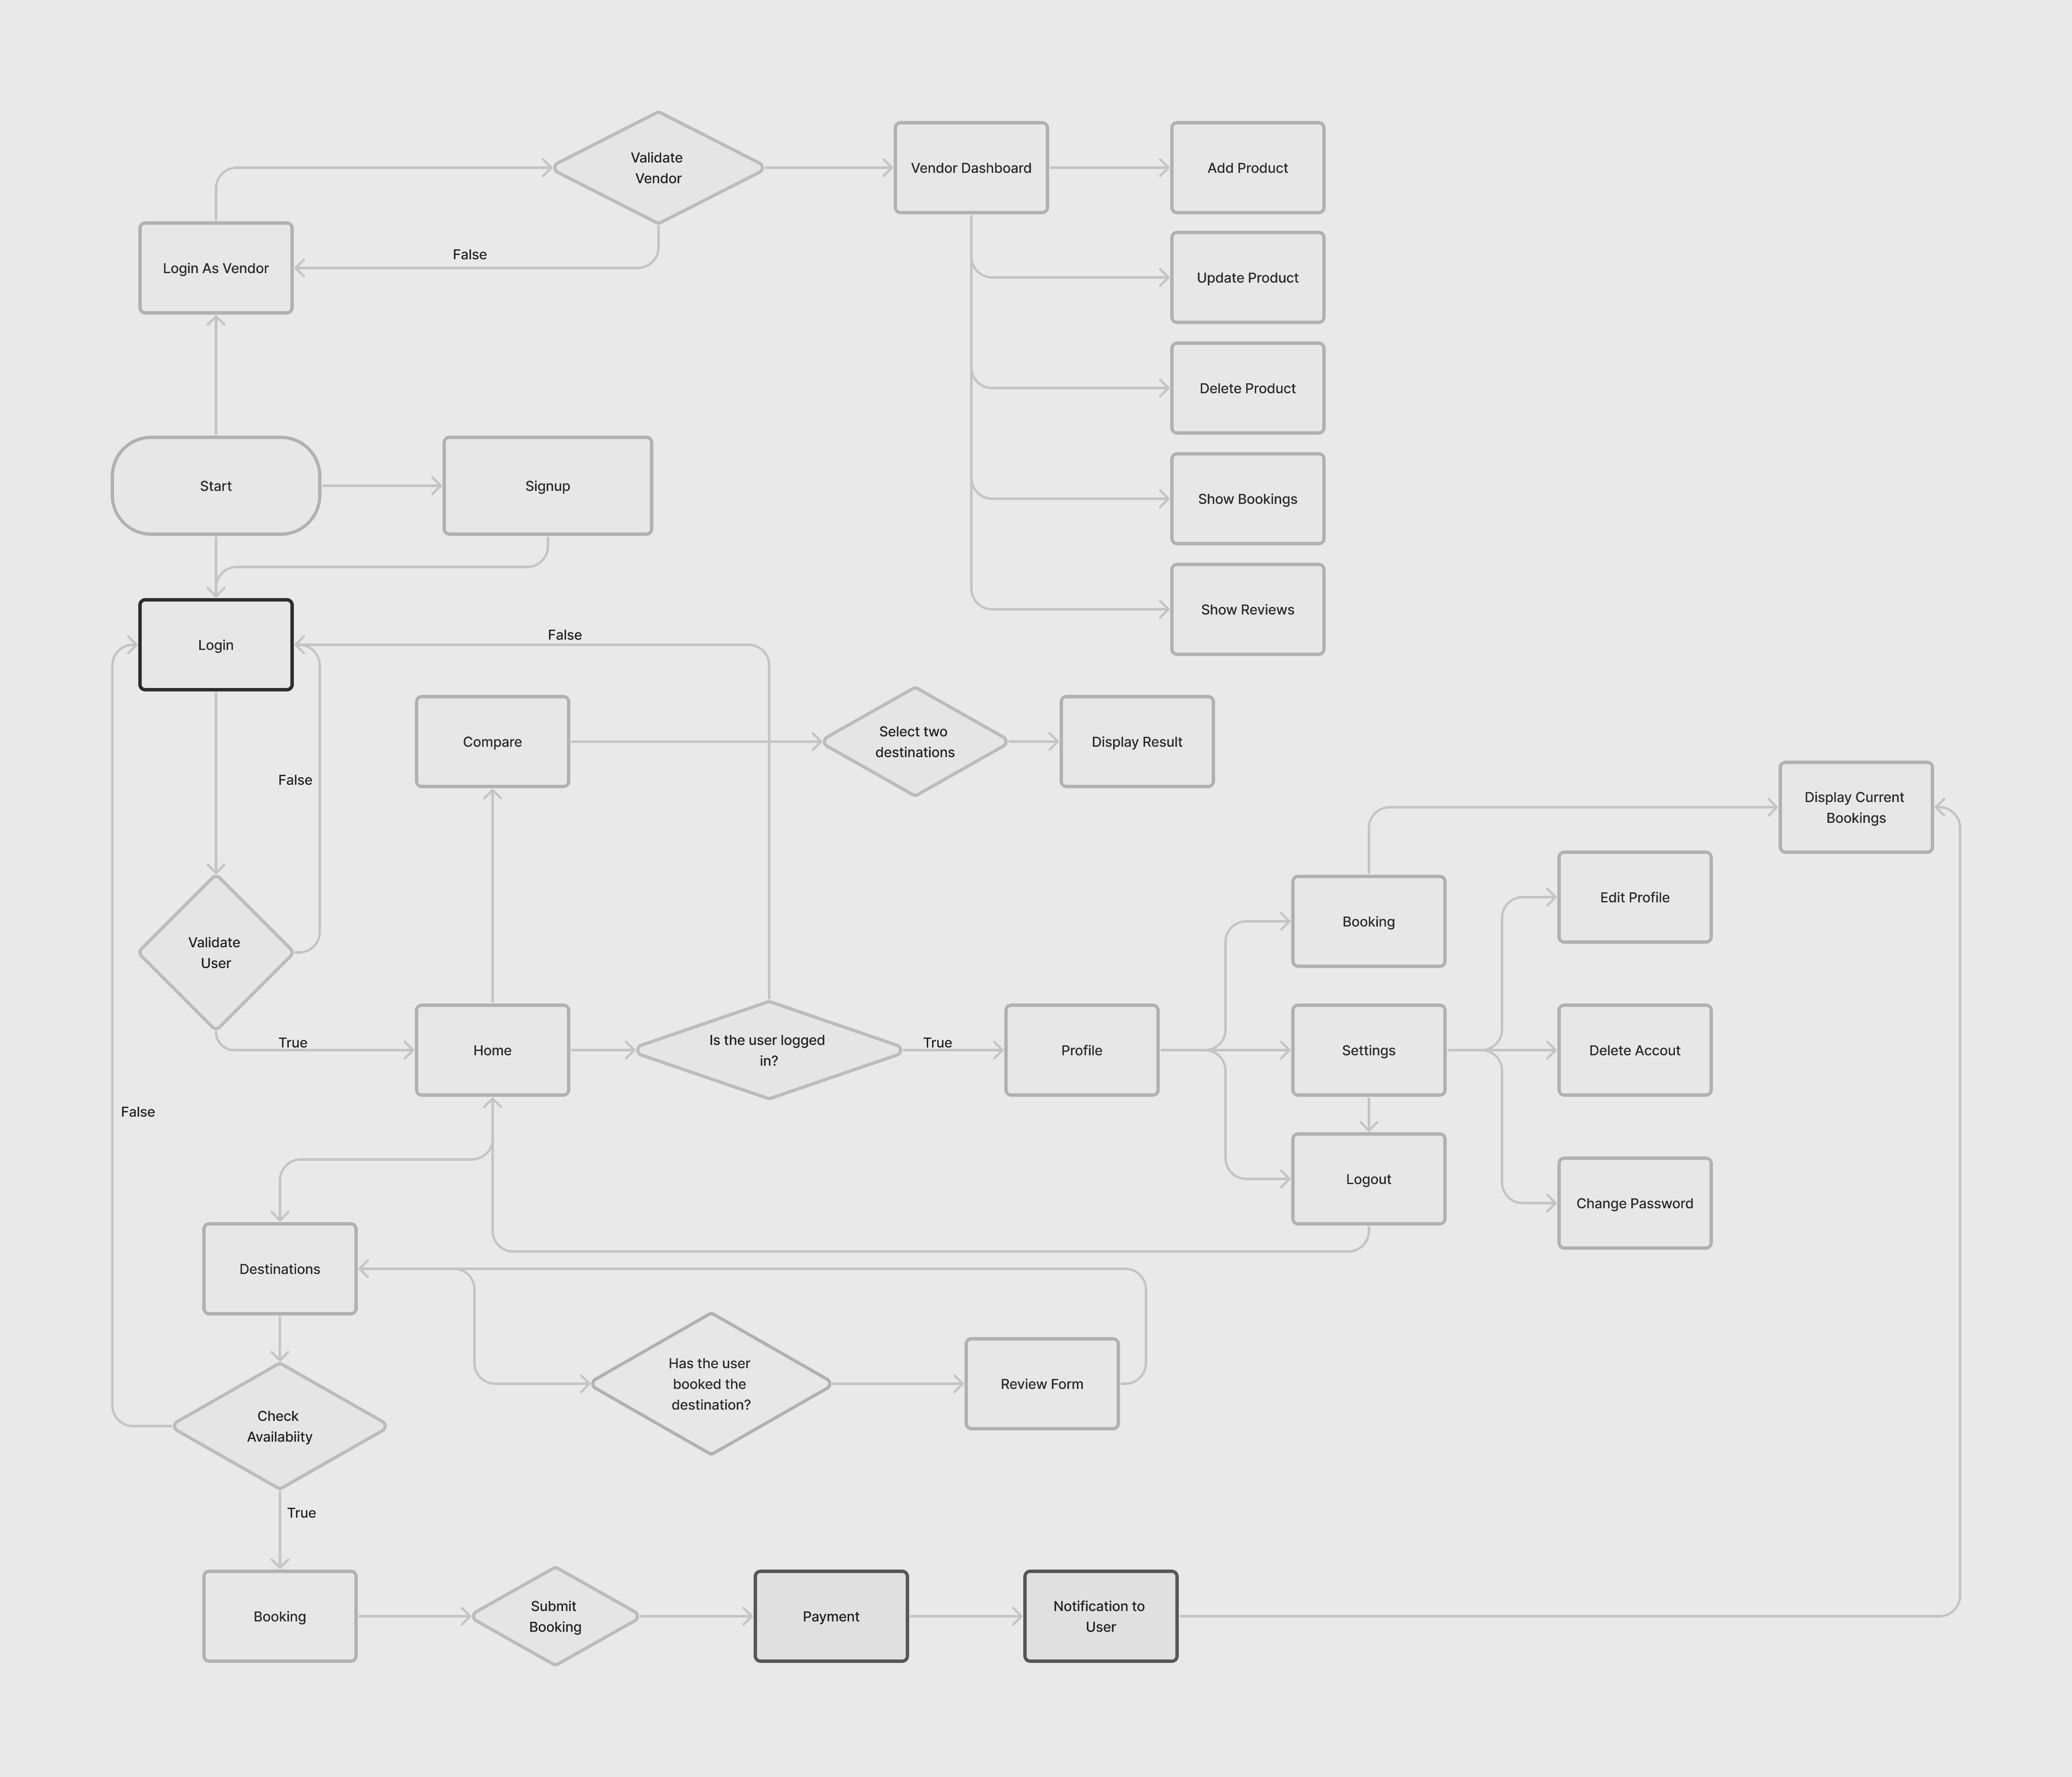 Validate
Vendor
Vendor Dashboard
Add Product
Login As Vendor
False
Update Product
Delete Product
Start
Signup
Show Bookings
Show Reviews
Login
False
Compare
Select two
destinations
Display Result
False
Display Current
Bookings
Edit Profile
Booking
Validate
User
True
Home
Is the user logged
in?
True
Profile
Settings
Delete Accout
False
Logout
Change Password
Destinations
Has the user
booked the
destination?
Review Form
Check
Availabiity
True
Booking
Submit
Booking
Payment
Notification to
User